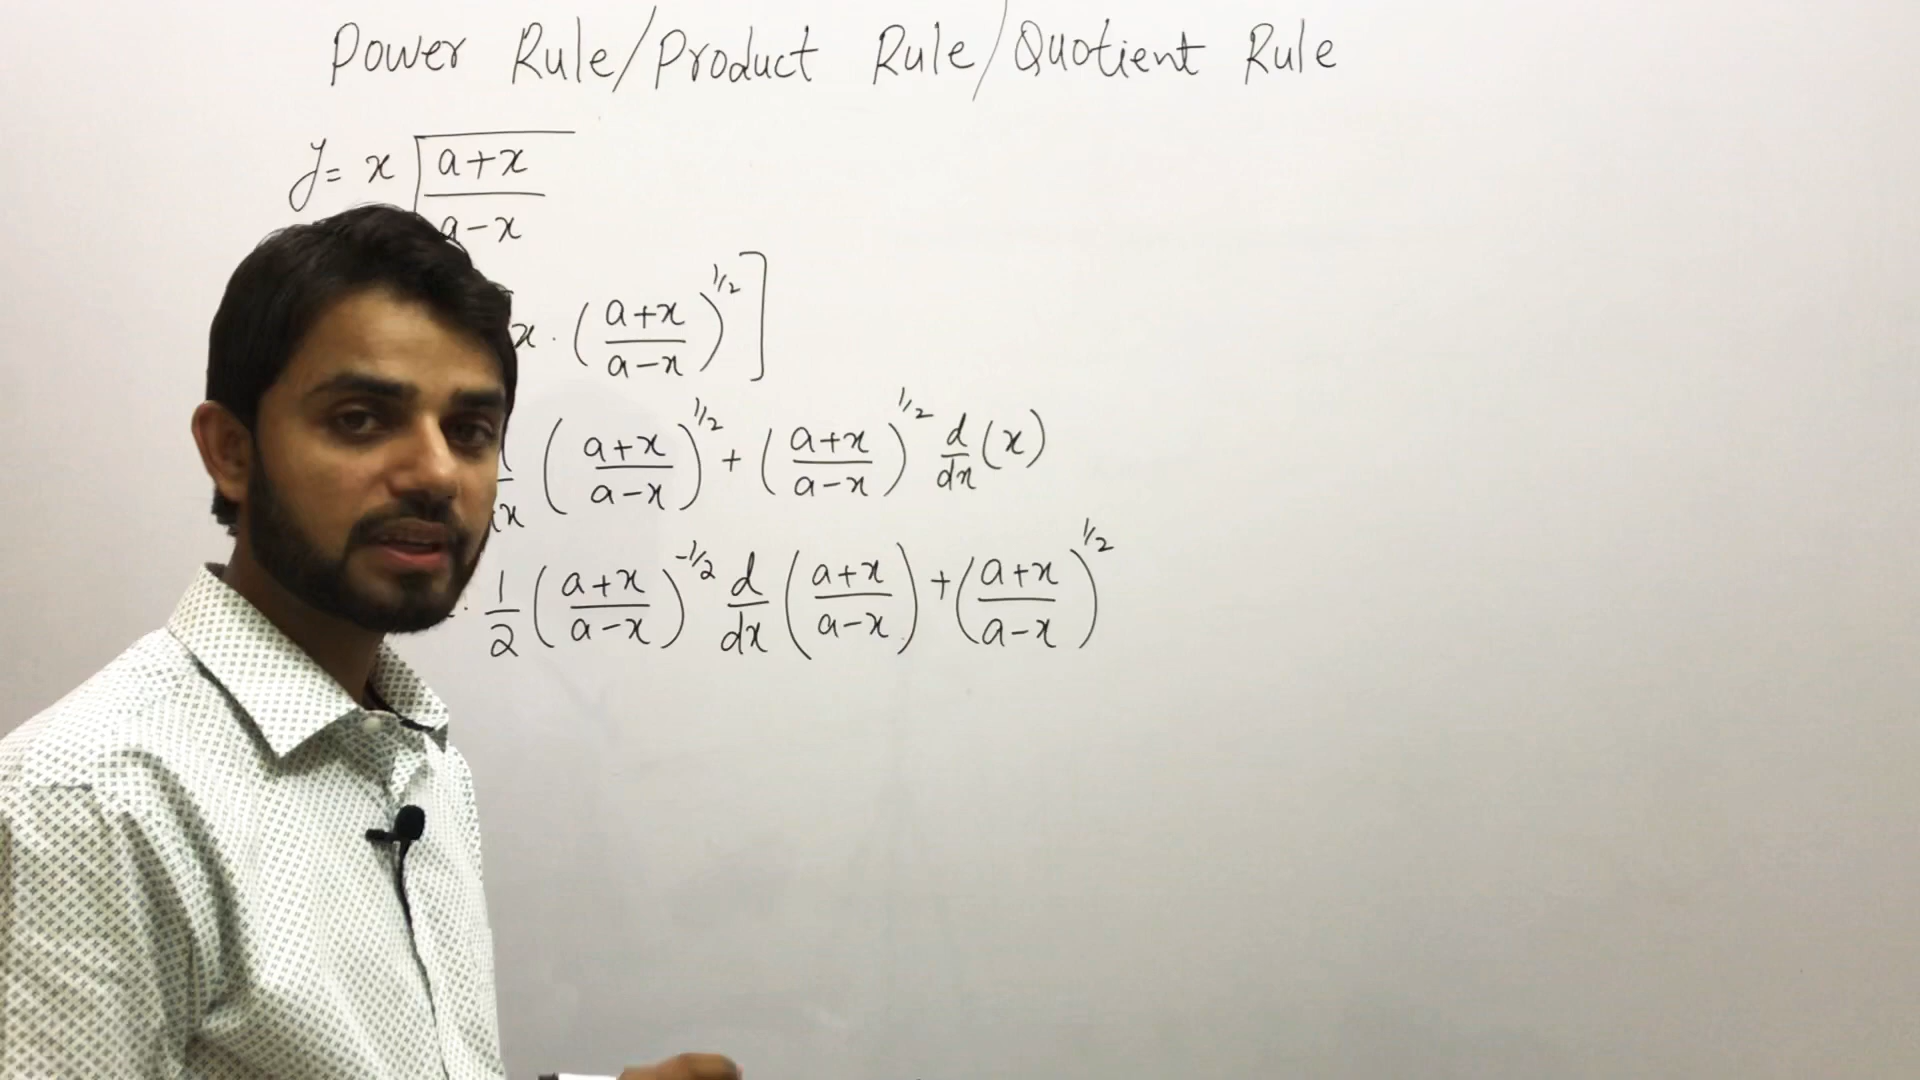 Power Rule/Product Rule/Quotient Rule
y = x √((a+x)/(a-x))
x · ((a+x)/(a-x))^1/2 ]
((a+x)/(a-x))^1/2 + ((a+x)/(a-x))^1/2 d/dx (x)
· 1/2 ((a+x)/(a-x))^-1/2 d/dx ((a+x)/(a-x)) + ((a+x)/(a-x))^1/2